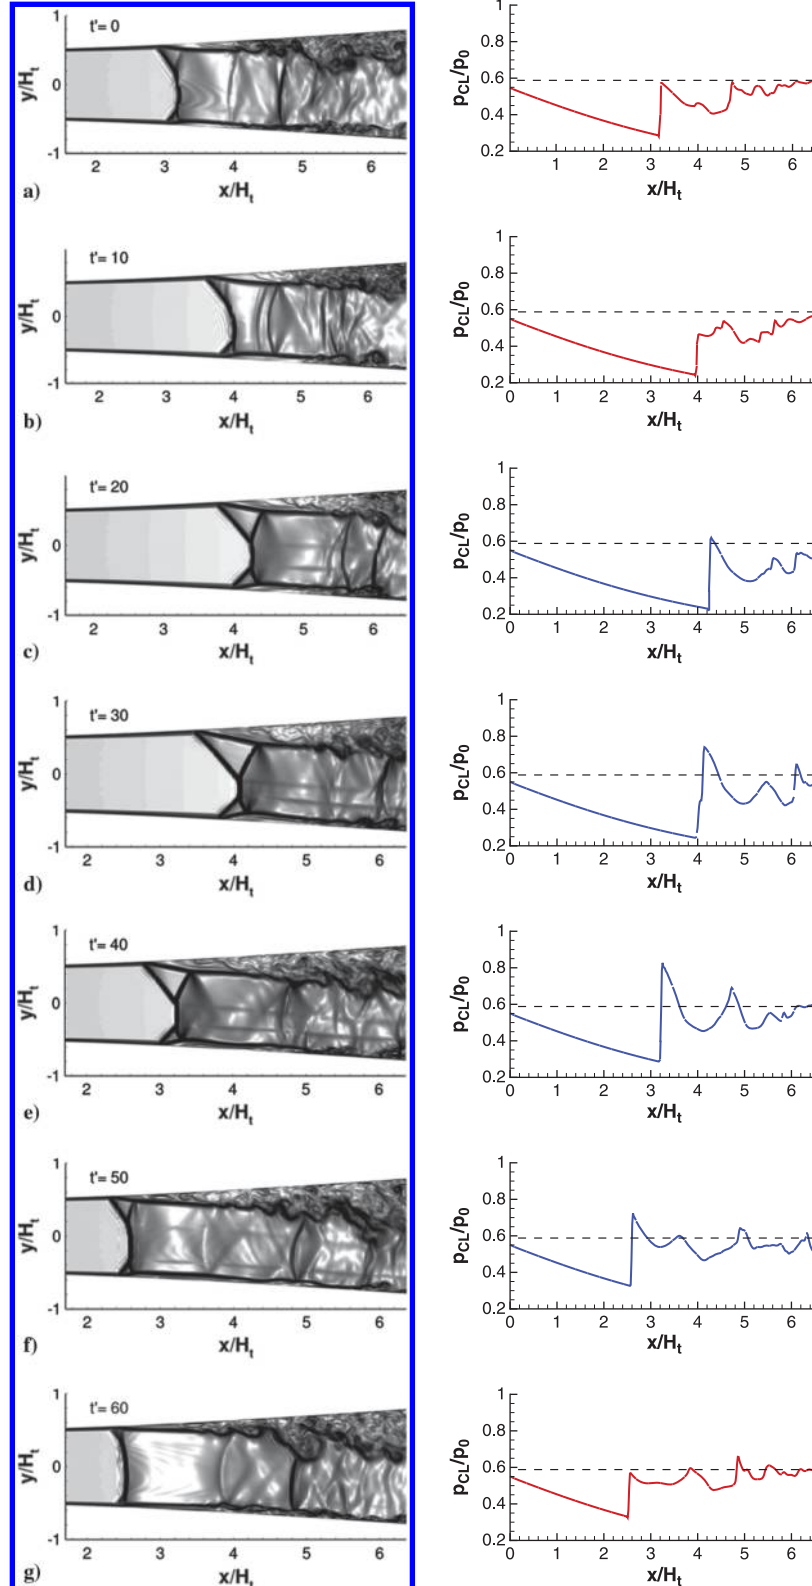 1
t'= 0
y/Hₜ
0
-1
2 3 4 5 6
x/Hₜ
a)
1
0.8
0.6
0.4
0.2
p_CL/p₀
0 1 2 3 4 5 6
x/Hₜ
t'= 10
y/Hₜ
0
-1
2 3 4 5 6
x/Hₜ
b)
1
0.8
0.6
0.4
0.2
p_CL/p₀
0 1 2 3 4 5 6
x/Hₜ
t'= 20
y/Hₜ
0
-1
2 3 4 5 6
x/Hₜ
c)
1
0.8
0.6
0.4
0.2
p_CL/p₀
0 1 2 3 4 5 6
x/Hₜ
1
t'= 30
y/Hₜ
0
-1
2 3 4 5 6
x/Hₜ
d)
1
0.8
0.6
0.4
0.2
p_CL/p₀
0 1 2 3 4 5 6
x/Hₜ
1
t'= 40
y/Hₜ
0
-1
2 3 4 5 6
x/Hₜ
e)
1
0.8
0.6
0.4
0.2
p_CL/p₀
0 1 2 3 4 5 6
x/Hₜ
1
t'= 50
y/Hₜ
0
-1
2 3 4 5 6
x/Hₜ
f)
1
0.8
0.6
0.4
0.2
p_CL/p₀
0 1 2 3 4 5 6
x/Hₜ
1
t'= 60
y/Hₜ
0
-1
2 3 4 5 6
x/Hₜ
g)
1
0.8
0.6
0.4
0.2
p_CL/p₀
0 1 2 3 4 5 6
x/Hₜ